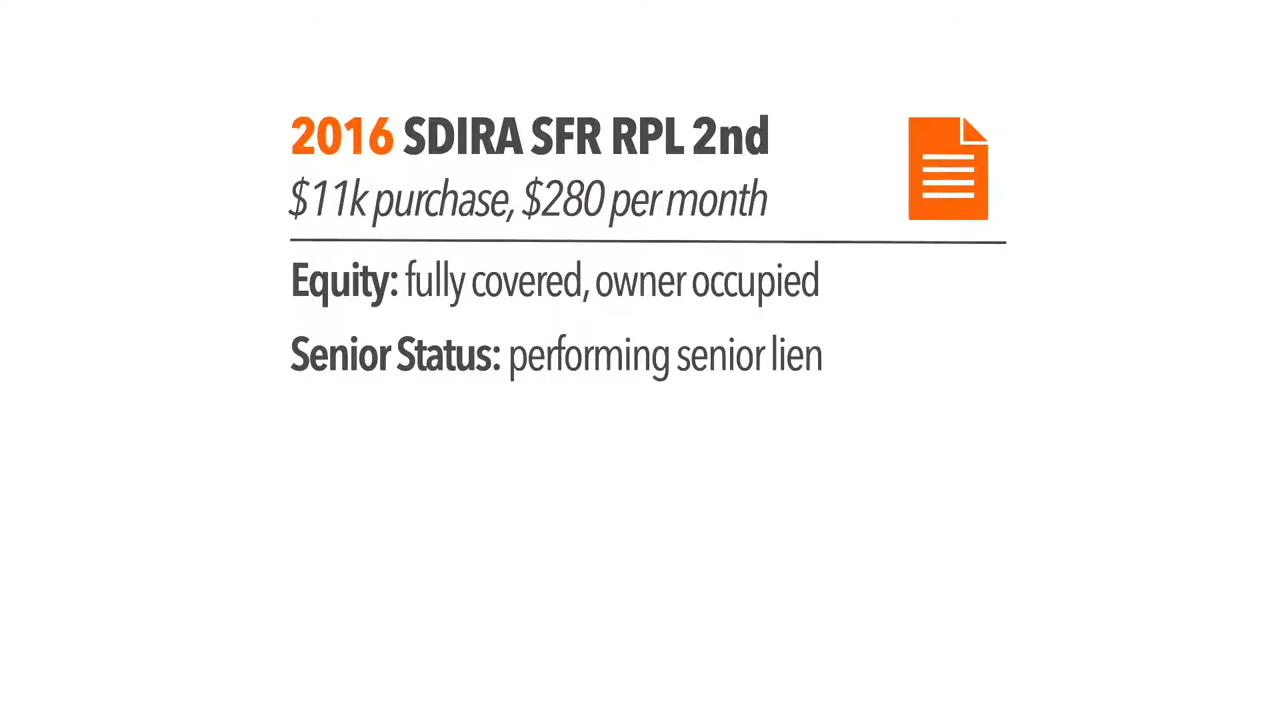 2016 SDIRA SFR RPL 2nd
$11k purchase, $280 per month
Equity: fully covered, owner occupied
Senior Status: performing senior lien